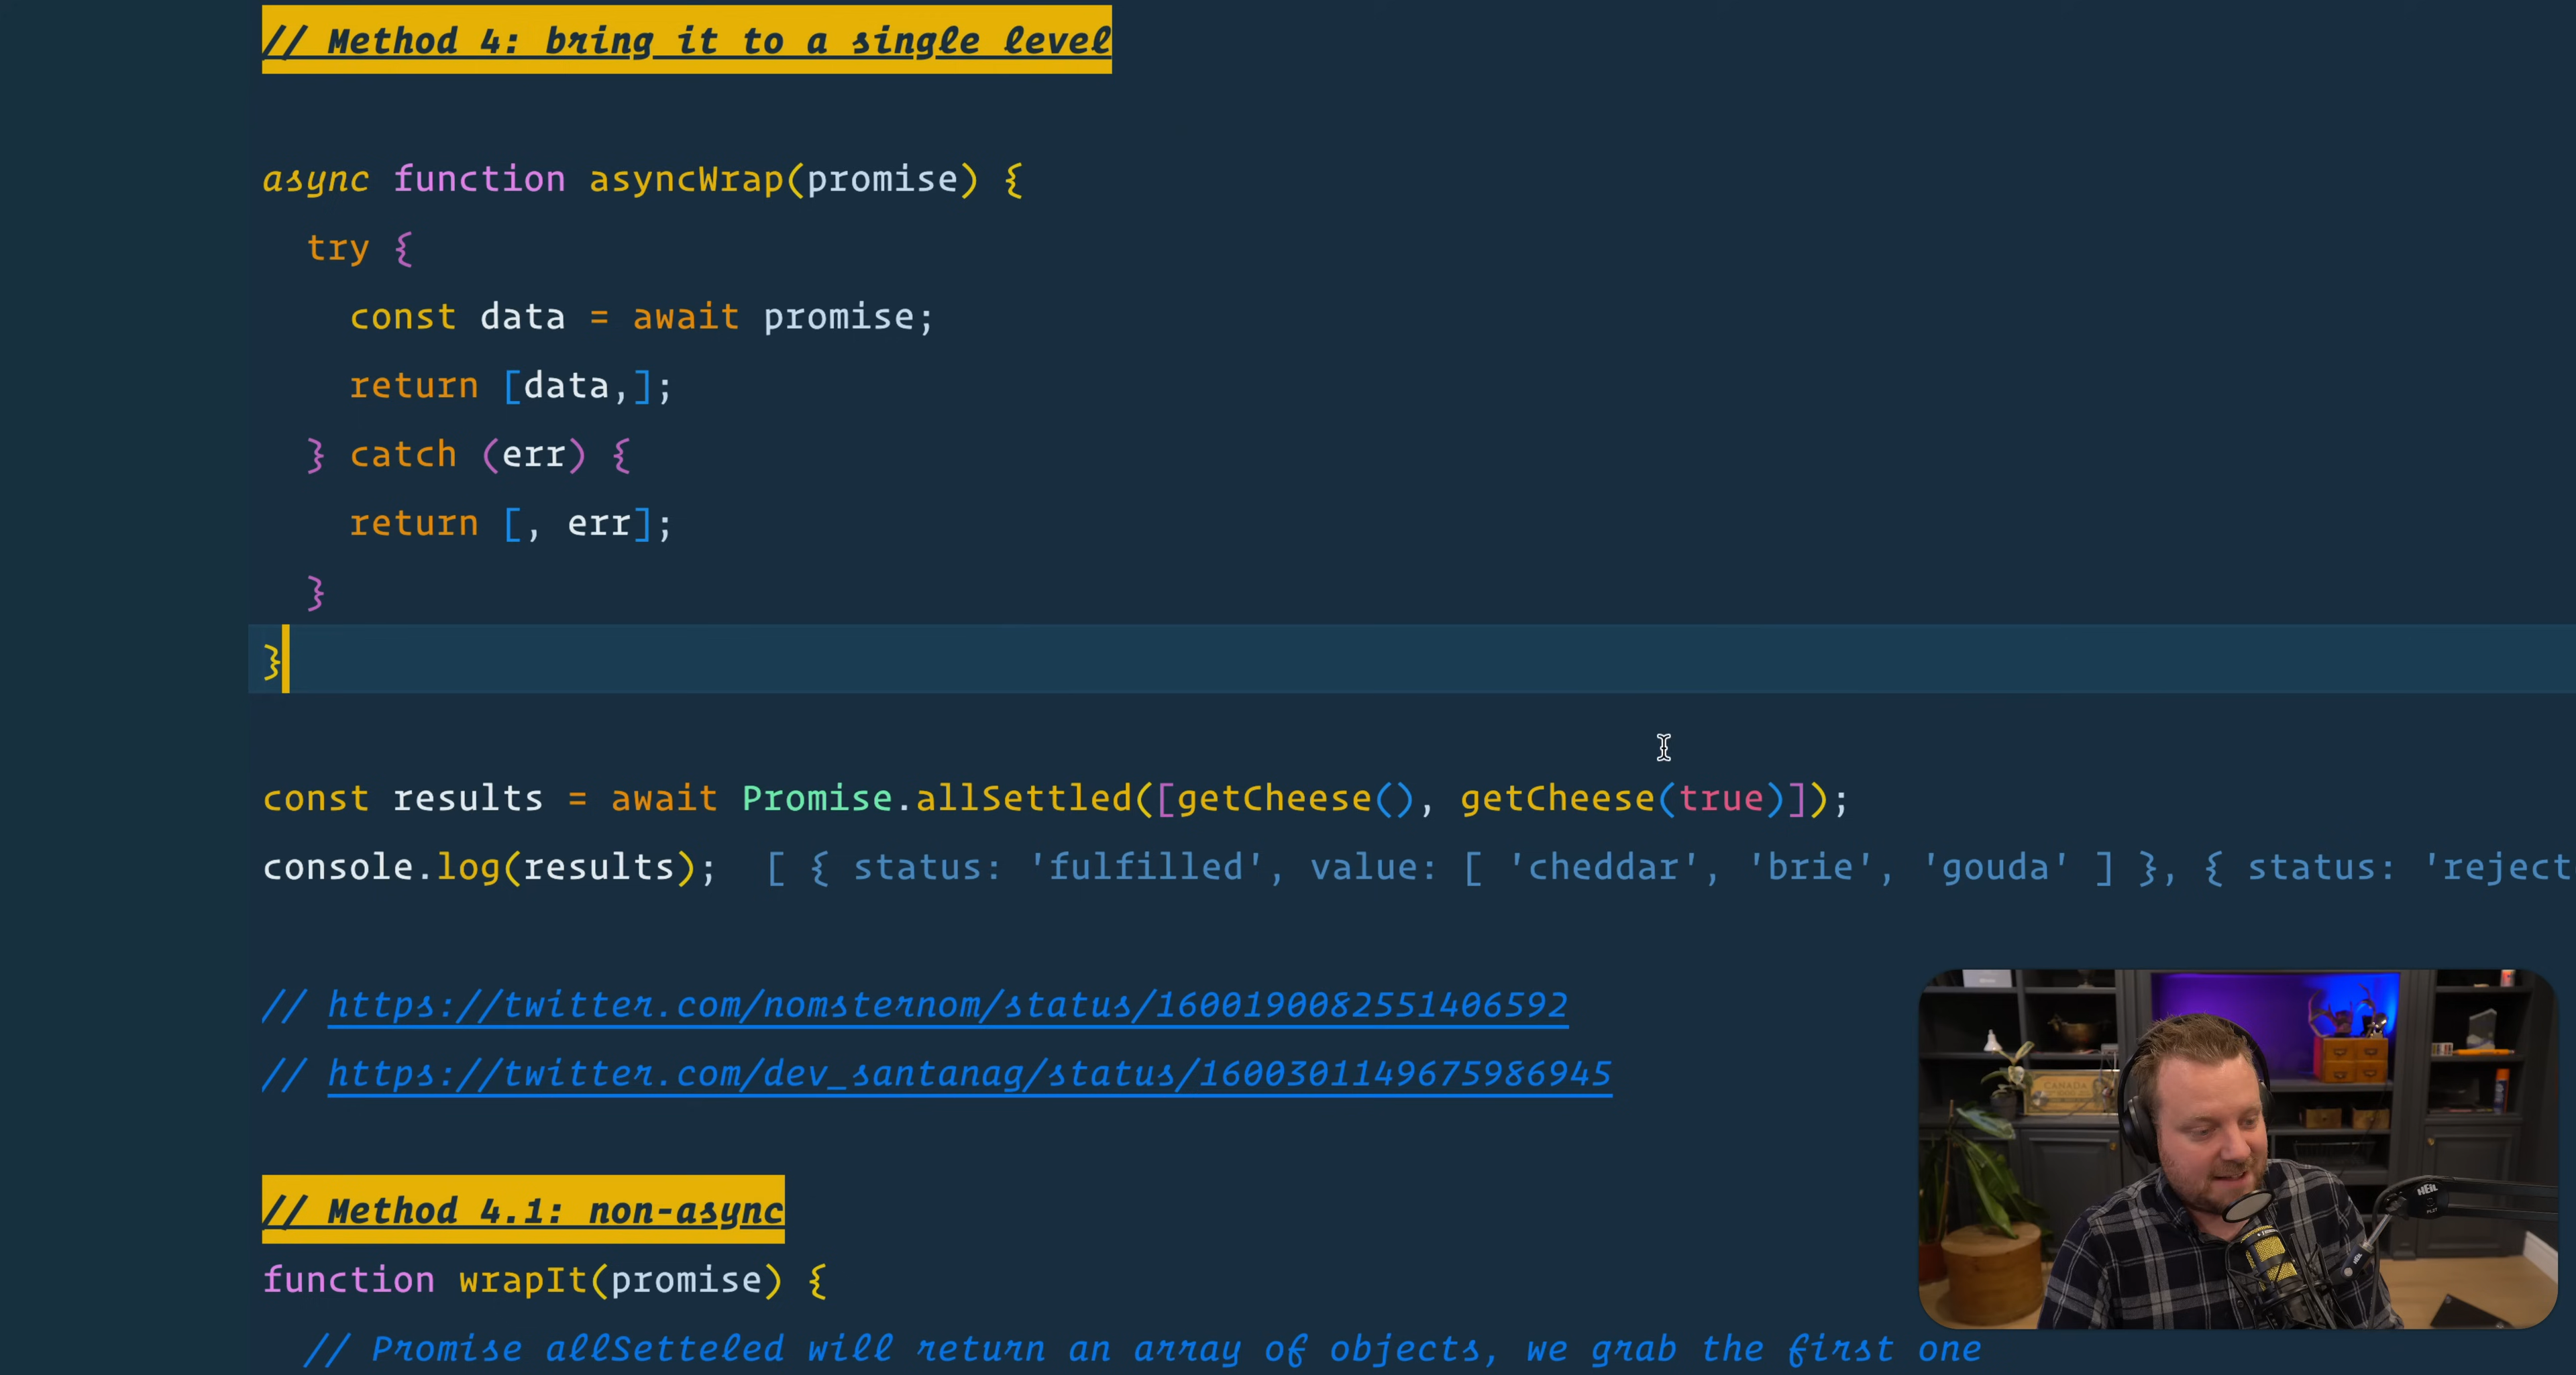 // Method 4: bring it to a single level
async function asyncWrap(promise) {
try {
const data = await promise;
return [data,];
} catch (err) {
return [, err];
}
}
const results = await Promise.allSettled([getCheese(), getCheese(true)]);
console.log(results); [ { status: 'fulfilled', value: [ 'cheddar', 'brie', 'gouda' ] }, { status: 'reject
// https://twitter.com/nomsternom/status/1600190082551406592
// https://twitter.com/dev_santanag/status/1600301149675986945
// Method 4.1: non-async
function wrapIt(promise) {
// Promise allSetteled will return an array of objects, we grab the first one
CANADA
HEIL